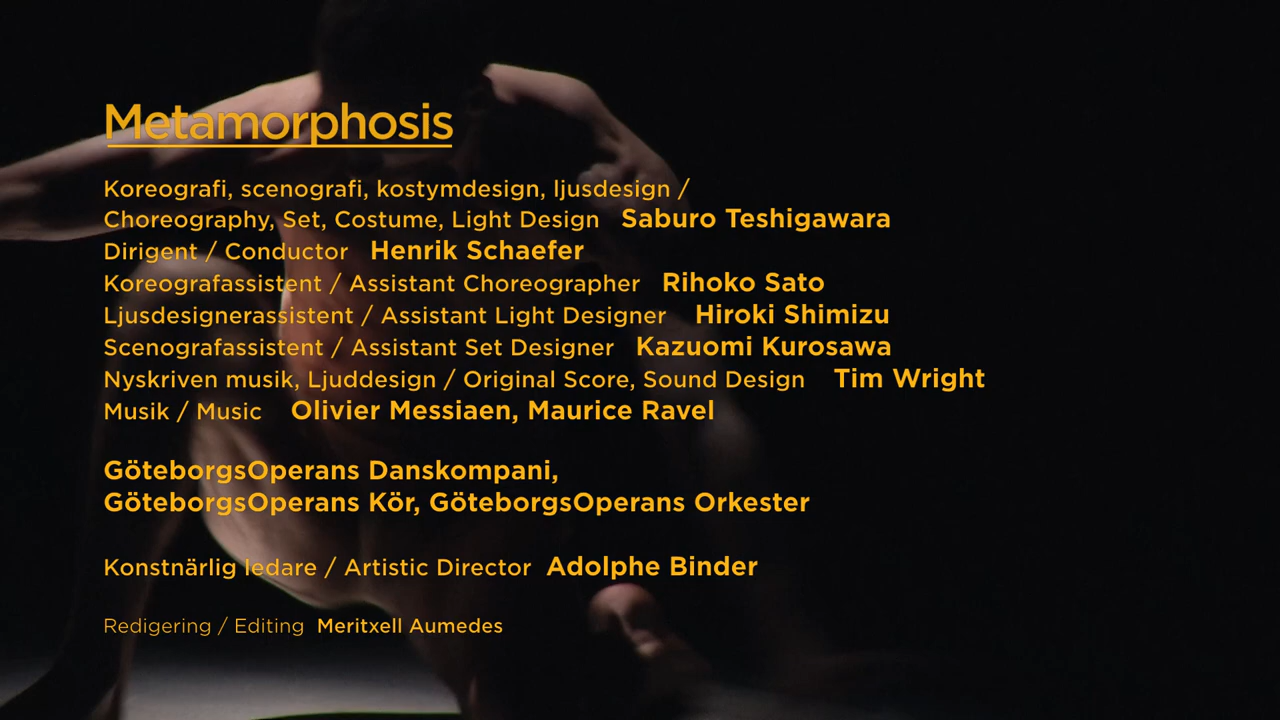 Metamorphosis
Koreografi, scenografi, kostymdesign, ljusdesign /
Choreography, Set, Costume, Light Design Saburo Teshigawara
Dirigent / Conductor Henrik Schaefer
Koreografassistent / Assistant Choreographer Rihoko Sato
Ljusdesignerassistent / Assistant Light Designer Hiroki Shimizu
Scenografassistent / Assistant Set Designer Kazuomi Kurosawa
Nyskriven musik, Ljuddesign / Original Score, Sound Design Tim Wright
Musik / Music Olivier Messiaen, Maurice Ravel
GöteborgsOperans Danskompani,
GöteborgsOperans Kör, GöteborgsOperans Orkester
Konstnärlig ledare / Artistic Director Adolphe Binder
Redigering / Editing Meritxell Aumedes